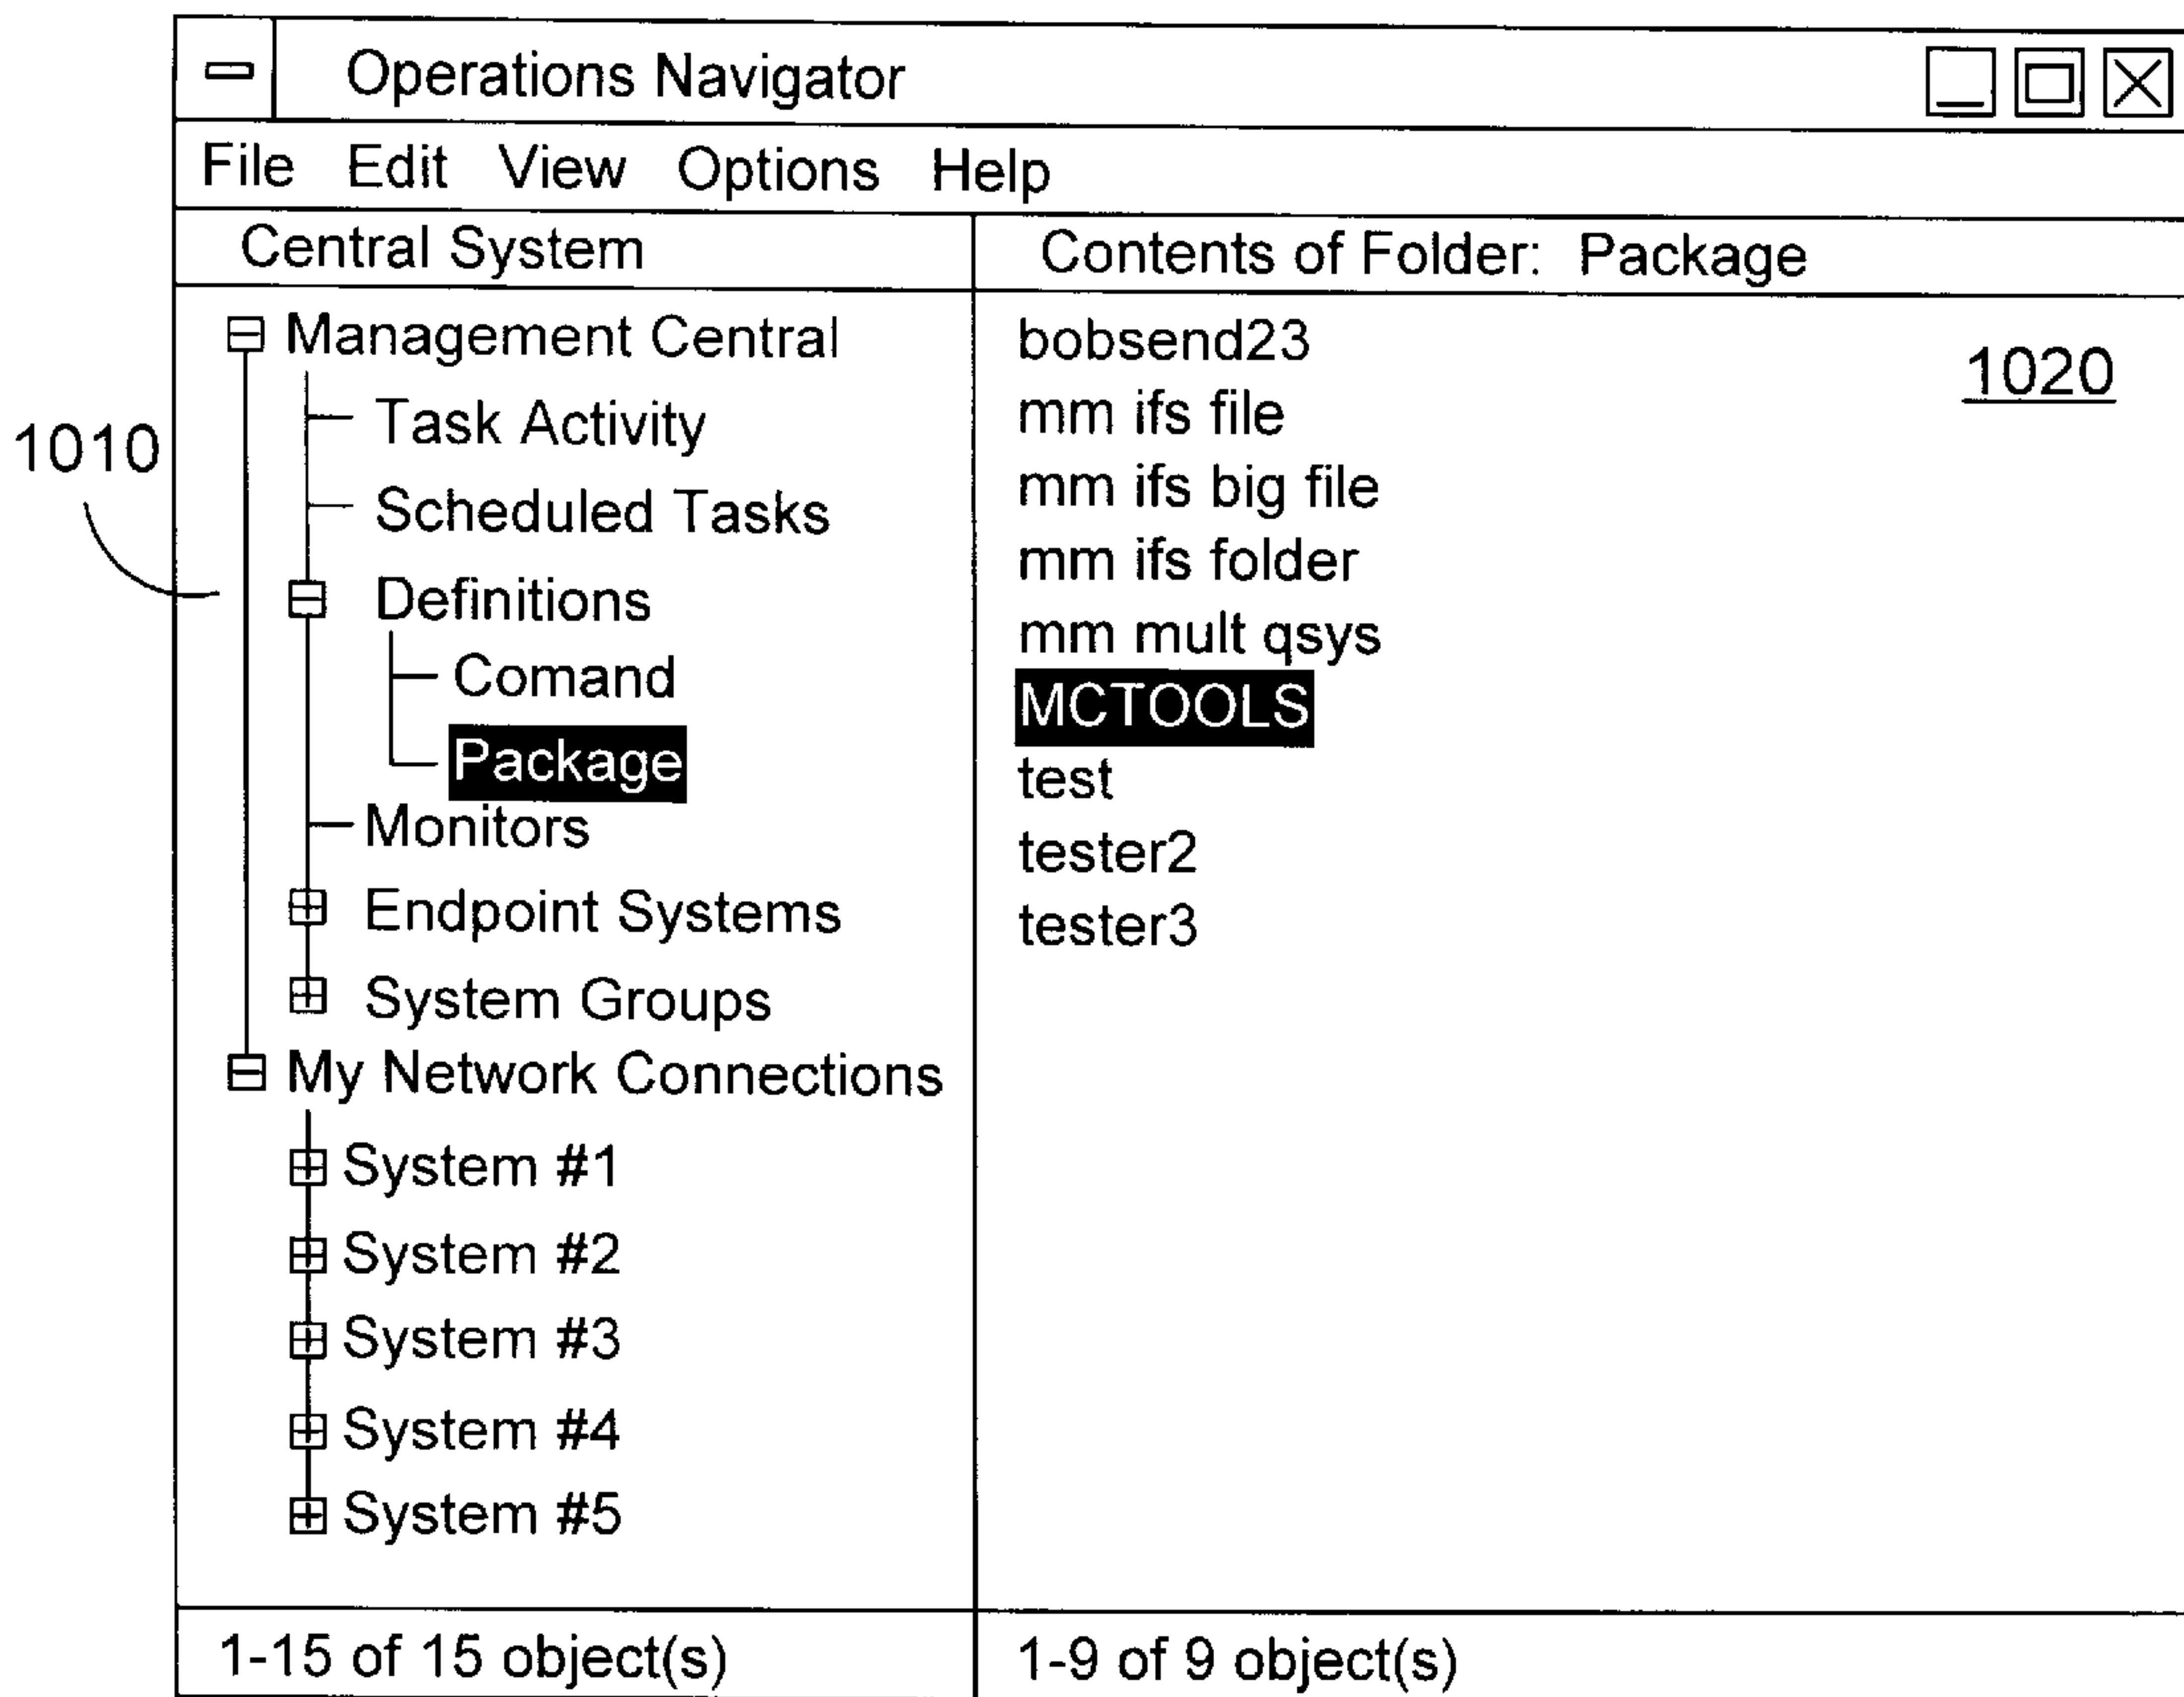 Operations Navigator
File Edit View Options Help
Central System
Contents of Folder: Package
Management Central
Task Activity
Scheduled Tasks
Definitions
Comand
Package
Monitors
Endpoint Systems
System Groups
My Network Connections
System #1
System #2
System #3
System #4
System #5
1-15 of 15 object(s)
1010
bobsend23
mm ifs file
mm ifs big file
mm ifs folder
mm mult qsys
MCTOOLS
test
tester2
tester3
1020
1-9 of 9 object(s)